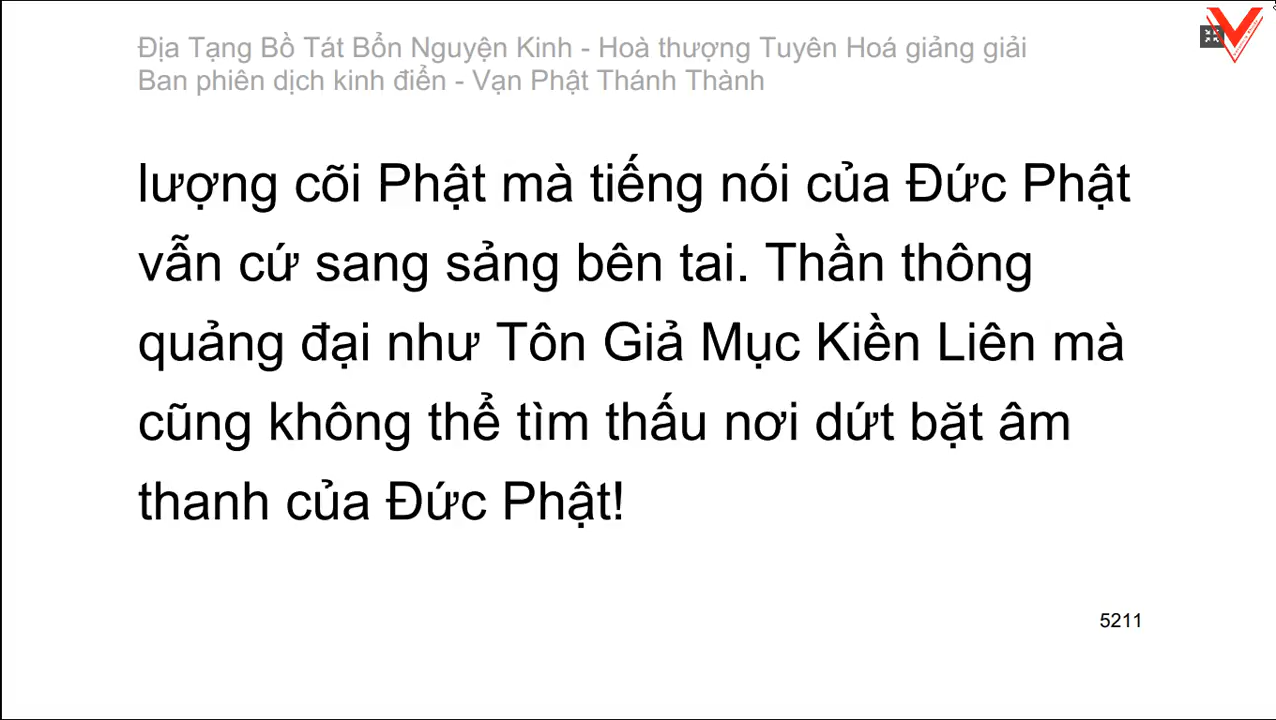 Địa Tạng Bồ Tát Bổn Nguyện Kinh - Hoà thượng Tuyên Hoá giảng giải
Ban phiên dịch kinh điển - Vạn Phật Thánh Thành
lượng cõi Phật mà tiếng nói của Đức Phật
vẫn cứ sang sảng bên tai. Thần thông
quảng đại như Tôn Giả Mục Kiền Liên mà
cũng không thể tìm thấu nơi dứt bặt âm
thanh của Đức Phật!
5211